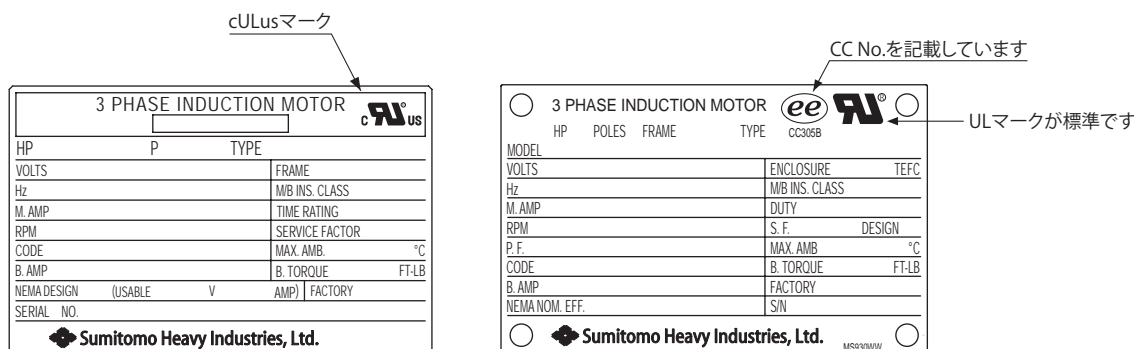 cULusマーク
3 PHASE INDUCTION MOTOR
c RU ® US
HP P TYPE
VOLTS FRAME
Hz M/B INS. CLASS
M. AMP TIME RATING
RPM SERVICE FACTOR
CODE MAX. AMB. °C
B. AMP B. TORQUE FT-LB
NEMA DESIGN (USABLE V AMP) FACTORY
SERIAL NO.
Sumitomo Heavy Industries, Ltd.
CC No.を記載しています
3 PHASE INDUCTION MOTOR ee RU ®
ULマークが標準です
HP POLES FRAME TYPE CC305B
MODEL
VOLTS ENCLOSURE TEFC
Hz M/B INS. CLASS
M. AMP DUTY
RPM S. F. DESIGN
P. F. MAX. AMB °C
CODE B. TORQUE FT-LB
B. AMP FACTORY
NEMA NOM. EFF. S/N
Sumitomo Heavy Industries, Ltd. MS930WW